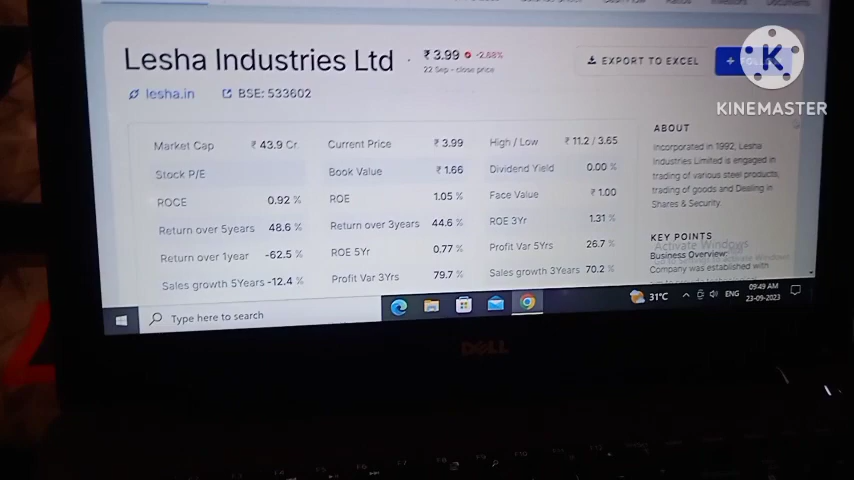 Lesha Industries Ltd · ₹ 3.99 -2.68%
22 Sep - close price
EXPORT TO EXCEL
K
KINEMASTER
lesha.in BSE: 533602
Market Cap ₹ 43.9 Cr.
Current Price ₹ 3.99
High / Low ₹ 11.2 / 3.65
Stock P/E
Book Value ₹ 1.66
Dividend Yield 0.00 %
ROCE 0.92 %
ROE 1.05 %
Face Value ₹ 1.00
Return over 5years 48.6 %
Return over 3years 44.6 %
ROE 3Yr 1.31 %
Return over 1year -62.5 %
ROE 5Yr 0.77 %
Profit Var 5Yrs 26.7 %
Sales growth 5Years -12.4 %
Profit Var 3Yrs 79.7 %
Sales growth 3Years 70.2 %
ABOUT
Incorporated in 1992, Lesha
Industries Limited is engaged in
trading of various steel products,
trading of goods and Dealing in
Shares & Security.
KEY POINTS
Activate Windows
Business Overview:
Company was established with
Type here to search
31°C
ENG
09:49 AM
23-09-2023
DELL